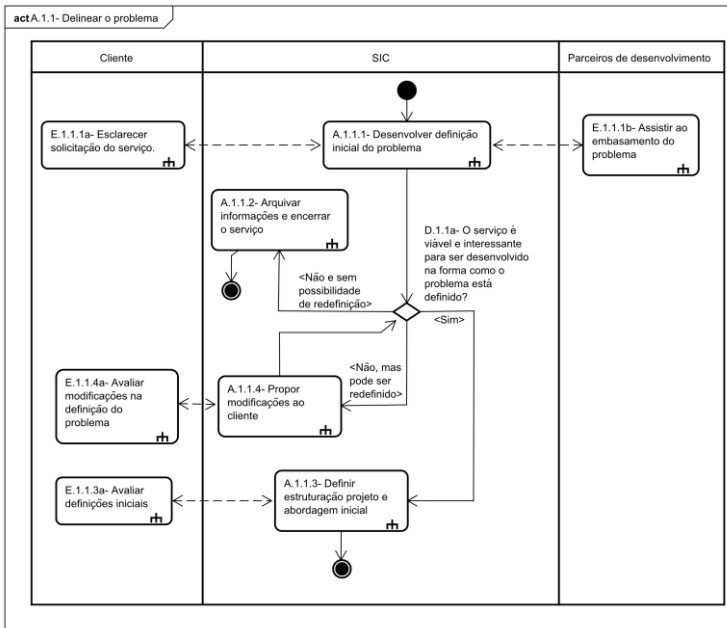 act A.1.1- Delinear o problema
Cliente
SIC
Parceiros de desenvolvimento
E.1.1.1a- Esclarecer
solicitação do serviço.
A.1.1.1- Desenvolver definição
inicial do problema
E.1.1.1b- Assistir ao
embasamento do
problema
A.1.1.2- Arquivar
informações e encerrar
o serviço
D.1.1a- O serviço é
viável e interessante
para ser desenvolvido
na forma como o
problema está
definido?
<Não e sem
possibilidade
de redefinição>
<Sim>
<Não, mas
pode ser
redefinido>
E.1.1.4a- Avaliar
modificações na
definição do
problema
A.1.1.4- Propor
modificações ao
cliente
E.1.1.3a- Avaliar
definições iniciais
A.1.1.3- Definir
estruturação projeto e
abordagem inicial